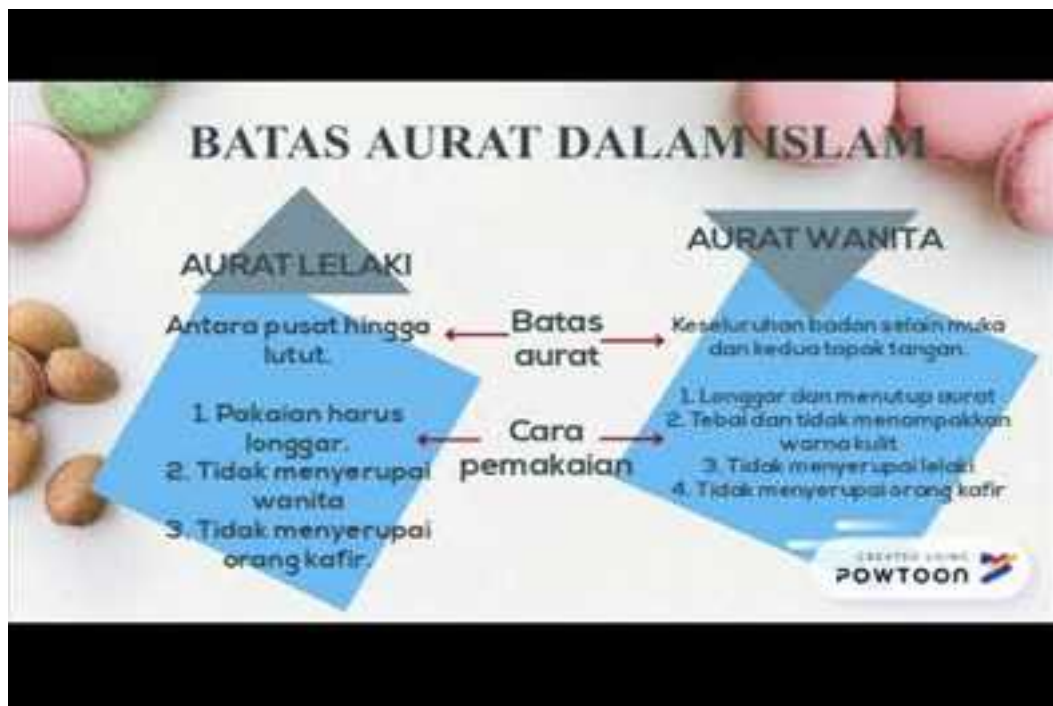 BATAS AURAT DALAM ISLAM
AURAT LELAKI
Antara pusat hingga
lutut.
1. Pakaian harus
longgar.
2. Tidak menyerupai
wanita
3. Tidak menyerupai
orang kafir.
Batas
aurat
Cara
pemakaian
AURAT WANITA
Keseluruhan badan selain muka
dan kedua tapak tangan.
1. Longgar dan menutup aurat
2. Tebal dan tidak menampakkan
warna kulit
3. Tidak menyerupai lelaki
4. Tidak menyerupai orang kafir
CREATED USING
POWTOON